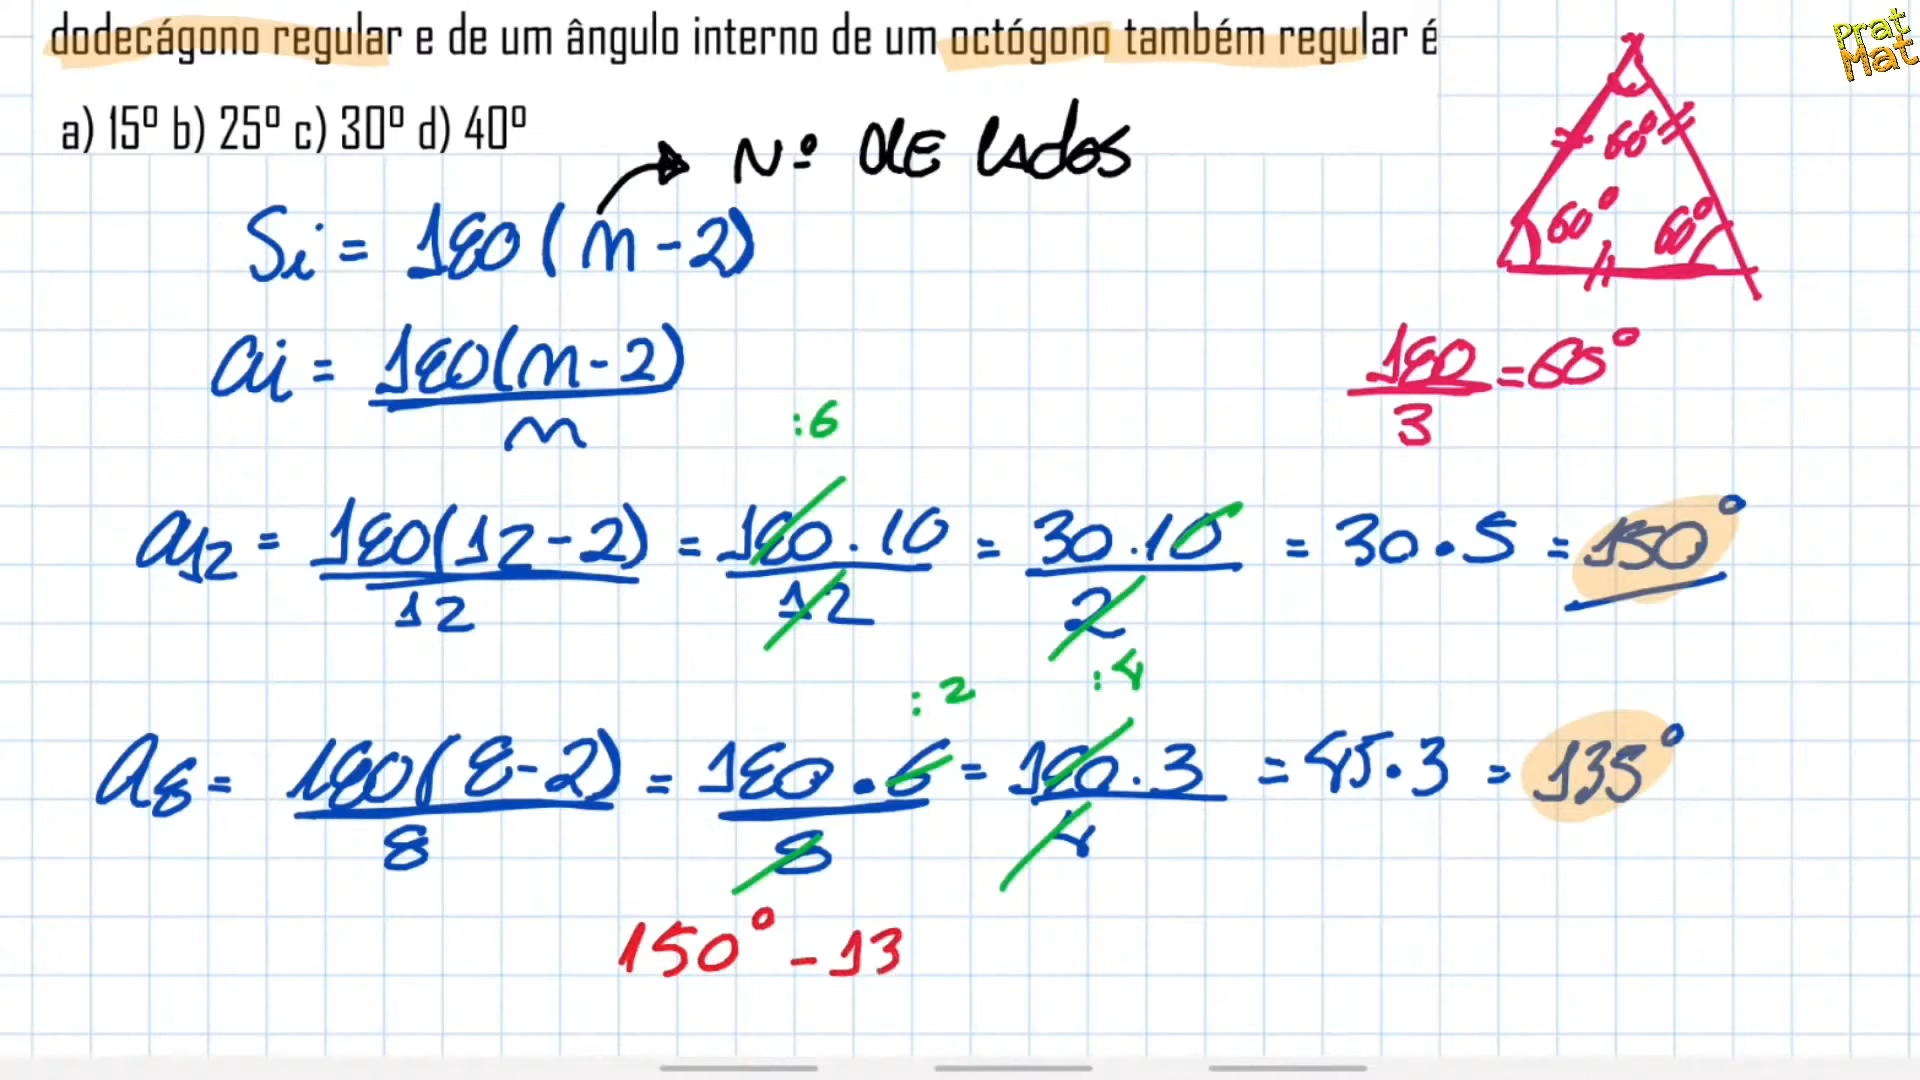 dodecágono regular e de um ângulo interno de um octógono também regular é
Prat
Mat
a) 15º b) 25º c) 30º d) 40º
Nº DE LADOS
60°
60° 60°
Si = 180(n-2)
ai = 180(n-2)
n
180 = 60°
3
:6
a12 = 180(12-2) = 180.10 = 30.10 = 30.5 = 150°
12 12 2
:2 :4
a8 = 180(8-2) = 180.6 = 180.3 = 45.3 = 135°
8 8 4
150° - 13